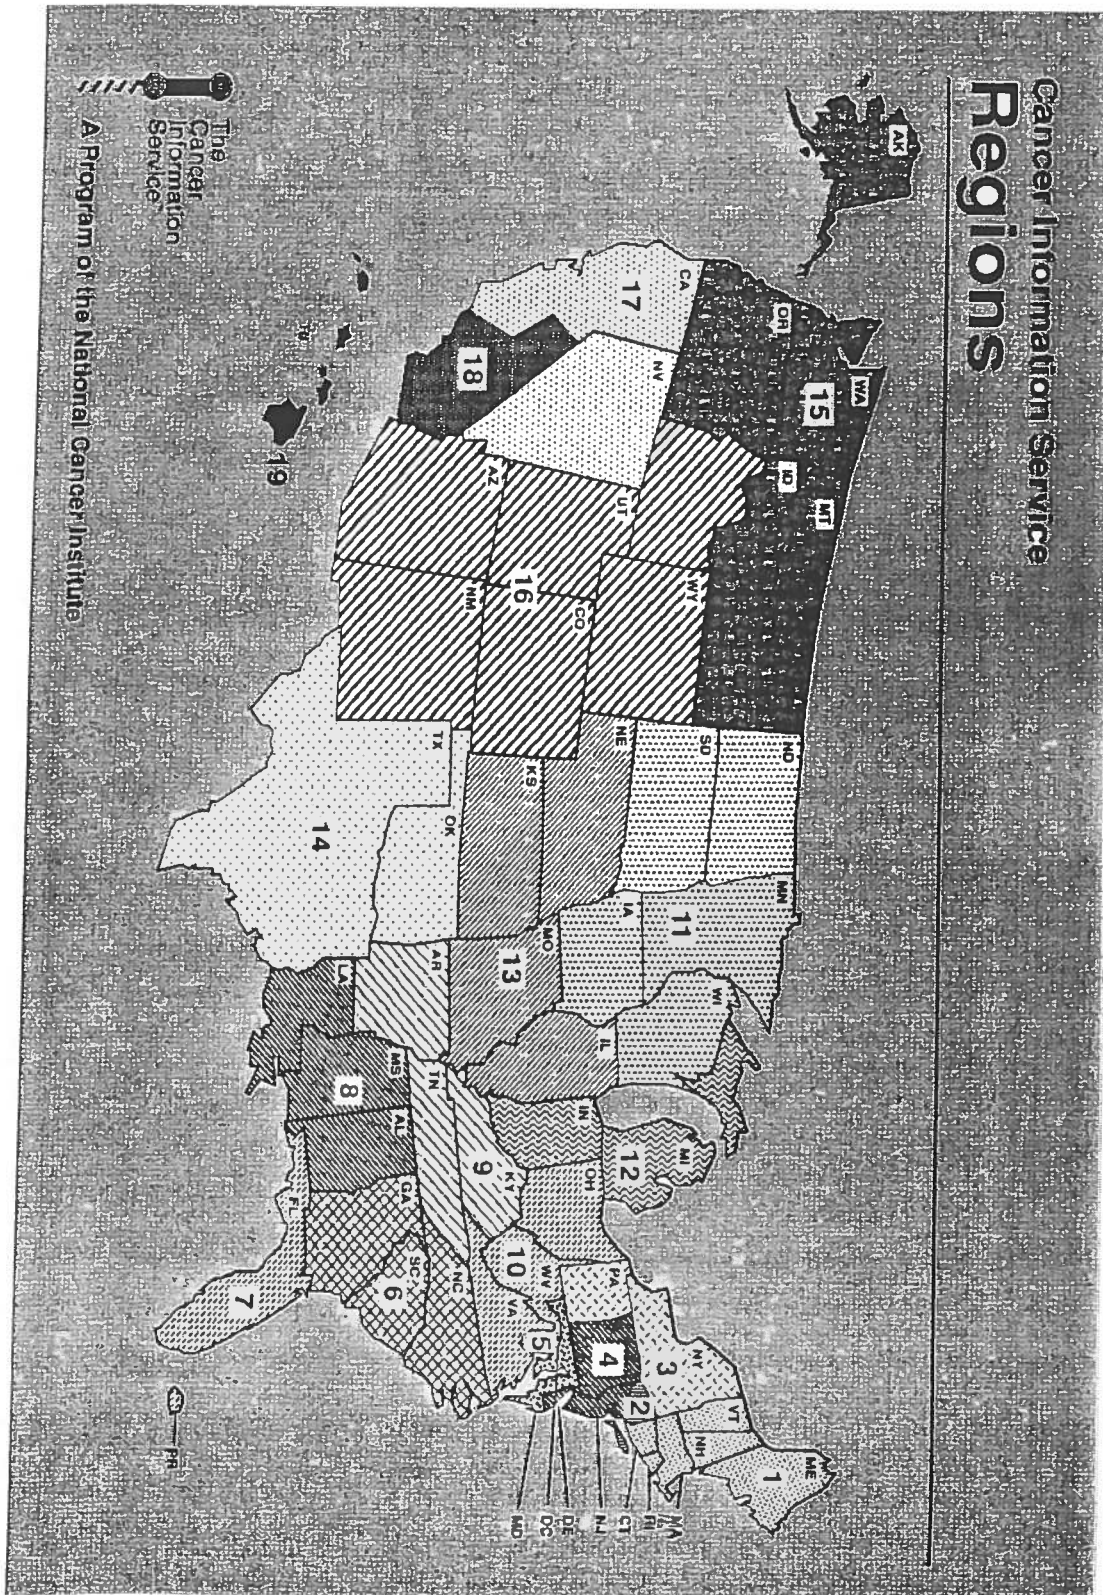 Cancer Information Service
Regions
AK
WA
OR
MT
ID
15
ND
MN
SD
11
WI
MI
12
ME
1
VT
NH
NY
3
MA
RI
CT
NJ
DE
DC
MD
2
4
PA
5
CA
17
NV
UT
WY
NE
IA
IL
IN
OH
WV
10
VA
18
AZ
16
CO
NM
KS
MO
13
KY
9
TN
NC
SC
6
GA
OK
AR
TX
14
LA
MS
8
AL
FL
7
PR
19
The
Cancer
Information
Service
A Program of the National Cancer Institute